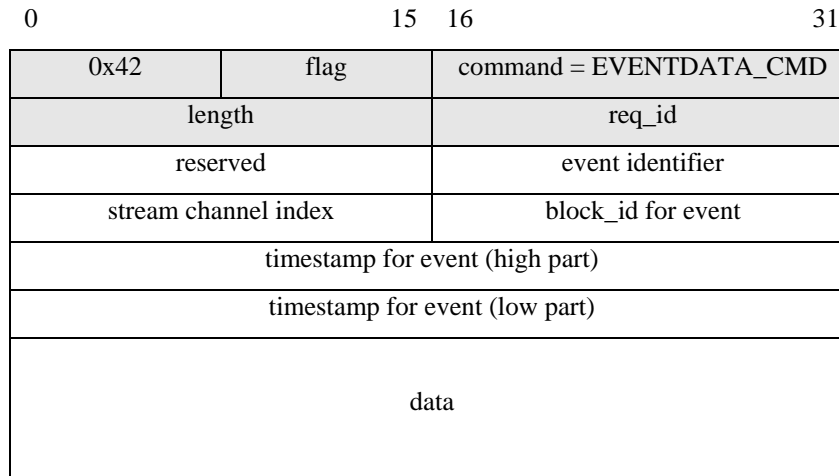 0 15 16 31
0x42 flag command = EVENTDATA_CMD
length req_id
reserved event identifier
stream channel index block_id for event
timestamp for event (high part)
timestamp for event (low part)
data